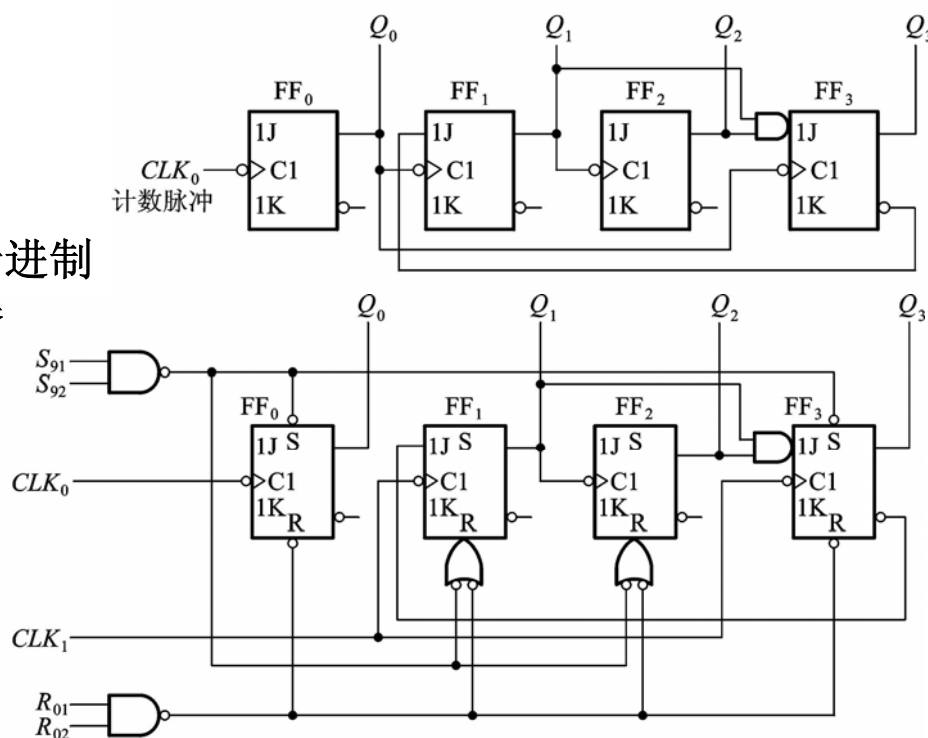 Q₀ Q₁ Q₂ Q₃
FF₀ FF₁ FF₂ FF₃
1J 1J 1J 1J
CLK₀ C1 C1 C1 C1
计数脉冲 1K 1K 1K 1K
进制
Q₀ Q₁ Q₂ Q₃
S₉₁
S₉₂
FF₀ FF₁ FF₂ FF₃
1J S 1J S 1J S 1J S
CLK₀ C1 C1 C1 C1
1K 1K 1K 1K
R R R R
CLK₁
R₀₁
R₀₂